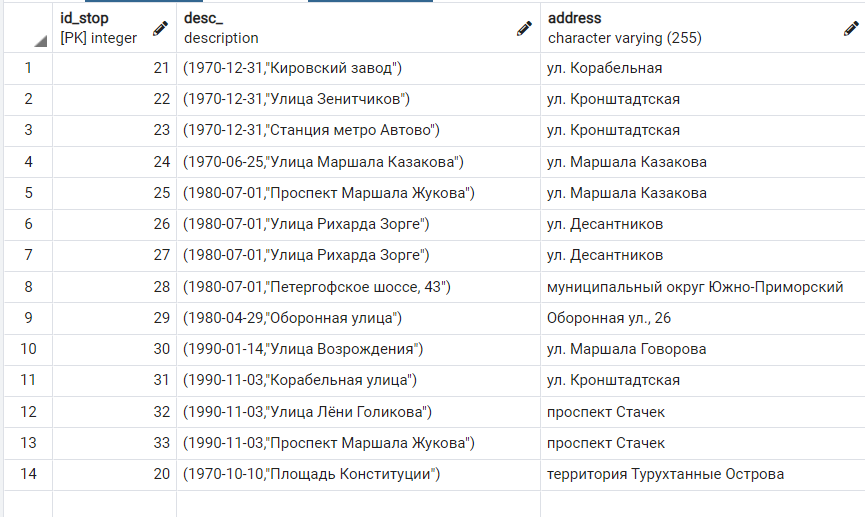 id_stop desc_ address
[PK] integer description character varying (255)
1 21 (1970-12-31,"Кировский завод") ул. Корабельная
2 22 (1970-12-31,"Улица Зенитчиков") ул. Кронштадтская
3 23 (1970-12-31,"Станция метро Автово") ул. Кронштадтская
4 24 (1970-06-25,"Улица Маршала Казакова") ул. Маршала Казакова
5 25 (1980-07-01,"Проспект Маршала Жукова") ул. Маршала Казакова
6 26 (1980-07-01,"Улица Рихарда Зорге") ул. Десантников
7 27 (1980-07-01,"Улица Рихарда Зорге") ул. Десантников
8 28 (1980-07-01,"Петергофское шоссе, 43") муниципальный округ Южно-Приморский
9 29 (1980-04-29,"Оборонная улица") Оборонная ул., 26
10 30 (1990-01-14,"Улица Возрождения") ул. Маршала Говорова
11 31 (1990-11-03,"Корабельная улица") ул. Кронштадтская
12 32 (1990-11-03,"Улица Лёни Голикова") проспект Стачек
13 33 (1990-11-03,"Проспект Маршала Жукова") проспект Стачек
14 20 (1970-10-10,"Площадь Конституции") территория Турухтанные Острова